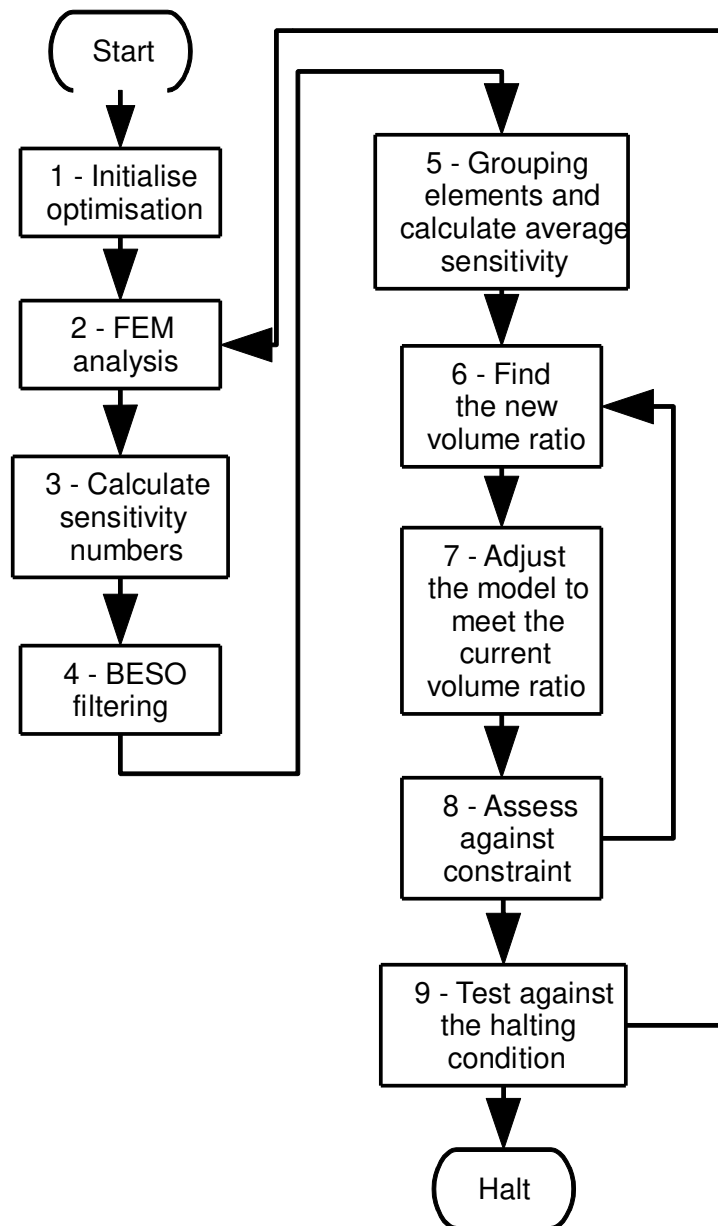 Start
1 - Initialise
optimisation
2 - FEM
analysis
3 - Calculate
sensitivity
numbers
4 - BESO
filtering
5 - Grouping
elements and
calculate average
sensitivity
6 - Find
the new
volume ratio
7 - Adjust
the model to
meet the
current
volume ratio
8 - Assess
against
constraint
9 - Test against
the halting
condition
Halt